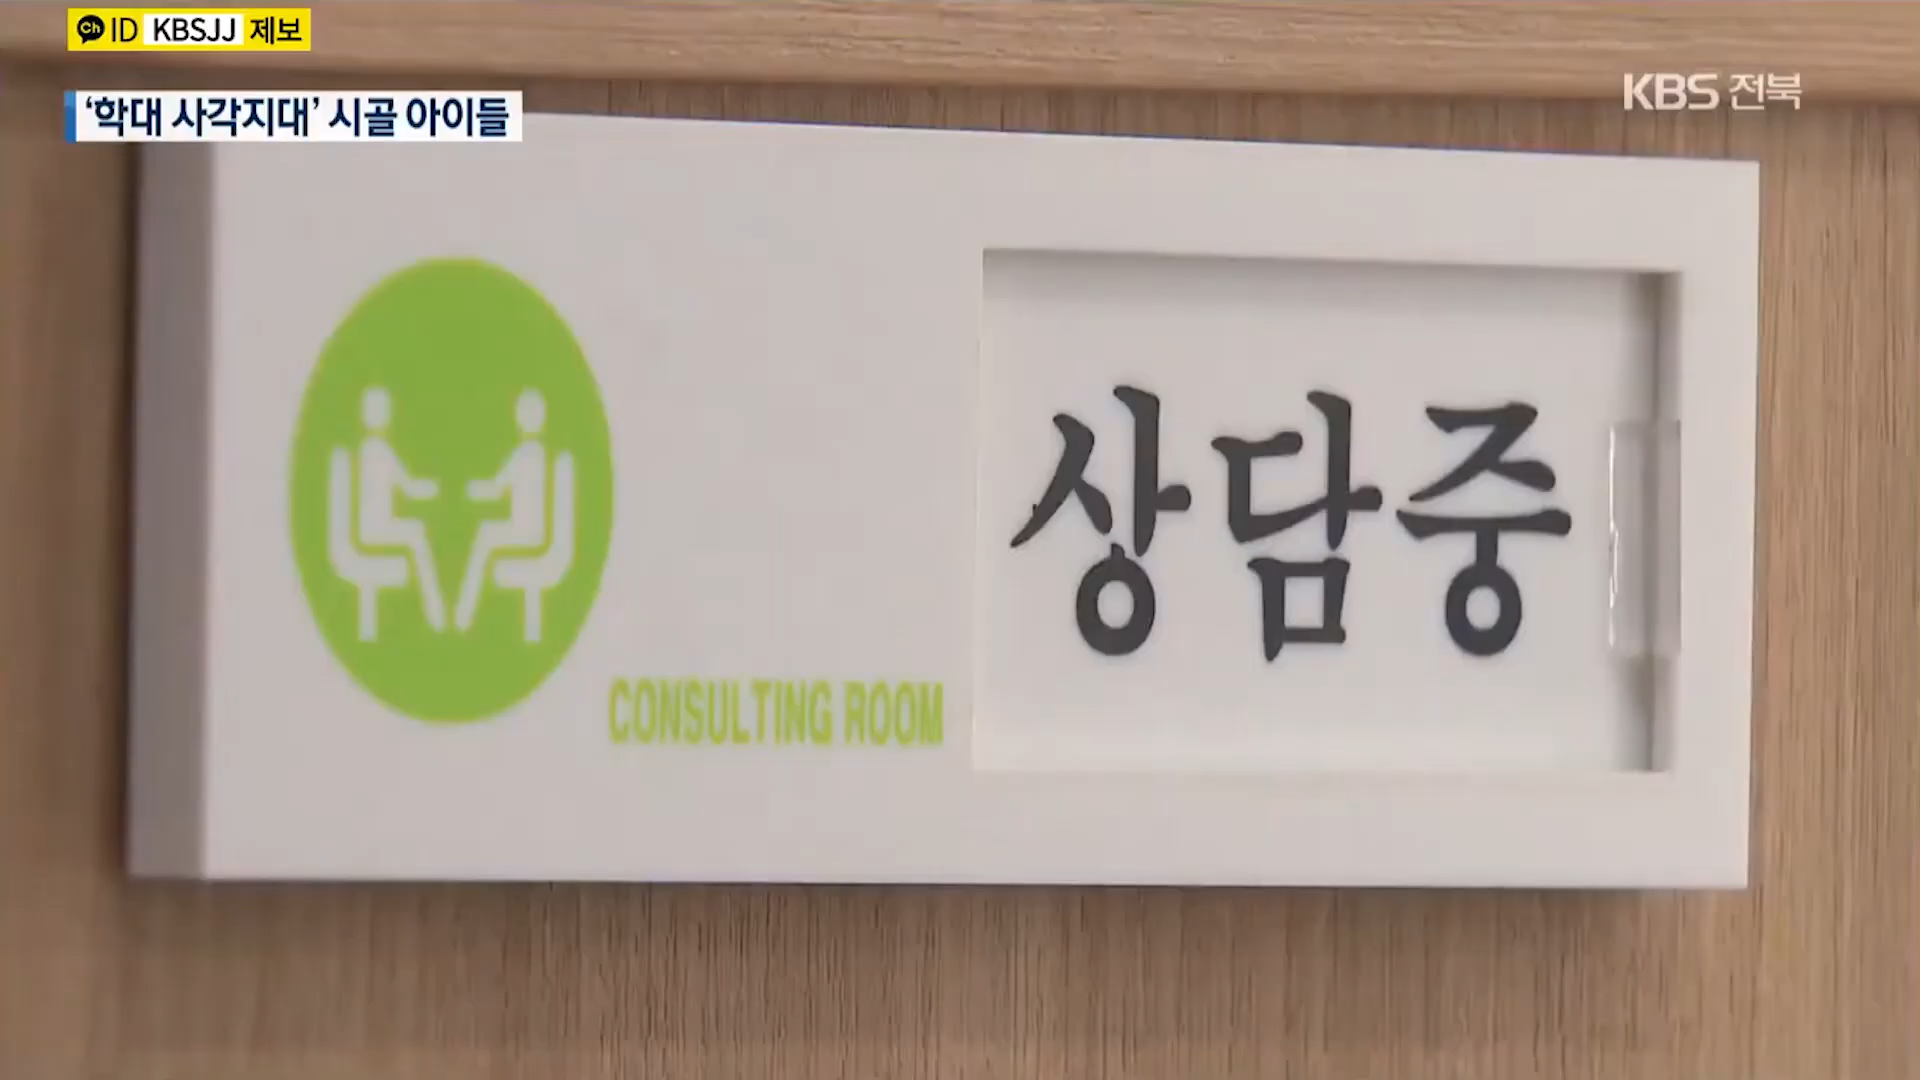 Ch ID KBSJJ 제보
‘학대 사각지대’ 시골 아이들
KBS 전북
상담중
CONSULTING ROOM